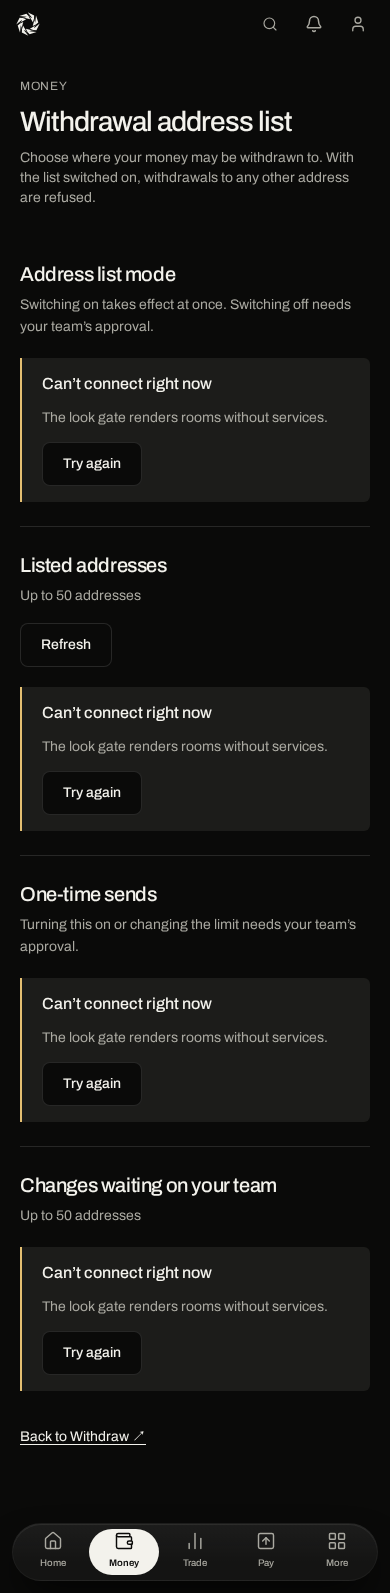 MONEY
Withdrawal address list
Choose where your money may be withdrawn to. With
the list switched on, withdrawals to any other address
are refused.
Address list mode
Switching on takes effect at once. Switching off needs
your team’s approval.
Can’t connect right now
The look gate renders rooms without services.
Try again
Listed addresses
Up to 50 addresses
Refresh
Can’t connect right now
The look gate renders rooms without services.
Try again
One-time sends
Turning this on or changing the limit needs your team’s
approval.
Can’t connect right now
The look gate renders rooms without services.
Try again
Changes waiting on your team
Up to 50 addresses
Can’t connect right now
The look gate renders rooms without services.
Try again
Back to Withdraw ↗
Home Money Trade Pay More